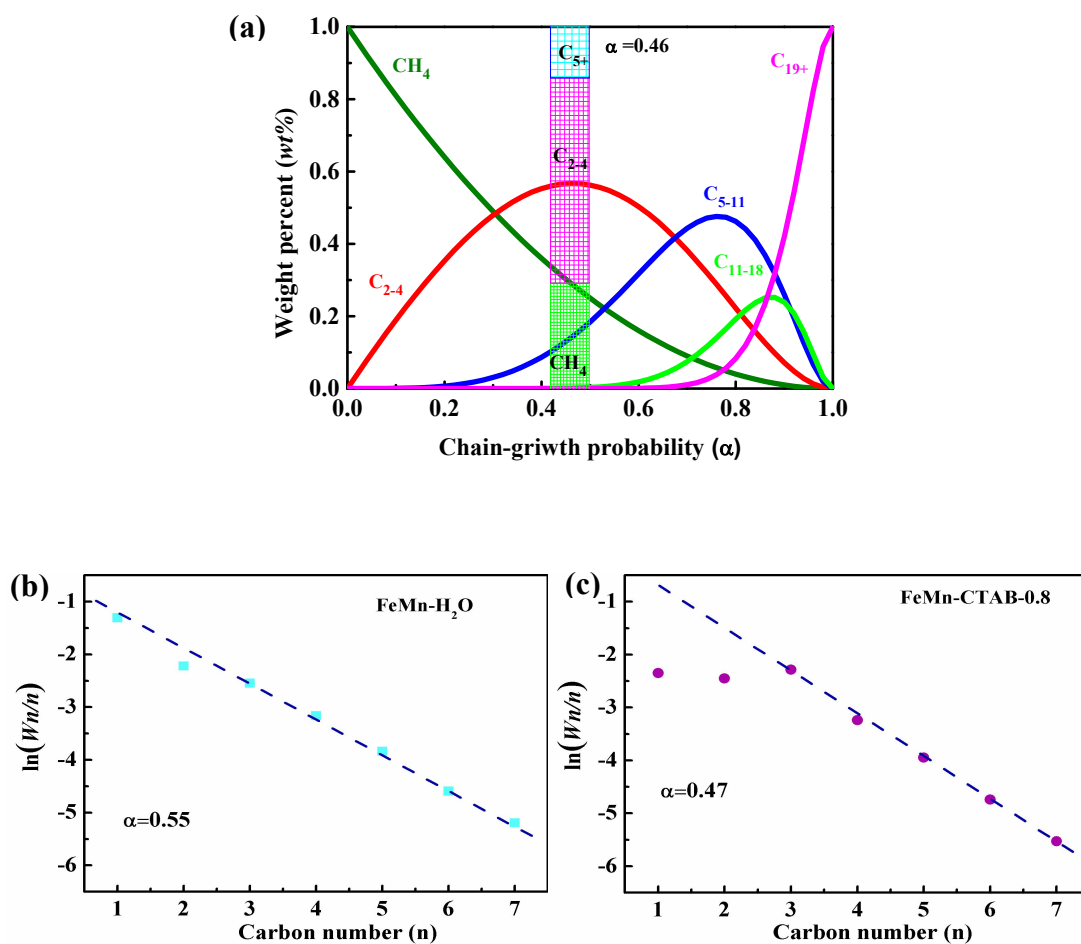 (a)
1.0
0.8
0.6
0.4
0.2
0.0
Weight percent (wt%)
CH₄
C₂₋₄
C₅₊
C₂₋₄
CH₄
α =0.46
C₁₉₊
C₅₋₁₁
C₁₁₋₁₈
0.0 0.2 0.4 0.6 0.8 1.0
Chain-griwth probability (α)
(b)
FeMn-H₂O
-1
-2
-3
-4
-5
-6
ln(Wn/n)
α=0.55
1 2 3 4 5 6 7
Carbon number (n)
(c)
FeMn-CTAB-0.8
-1
-2
-3
-4
-5
-6
ln(Wn/n)
α=0.47
1 2 3 4 5 6 7
Carbon number (n)